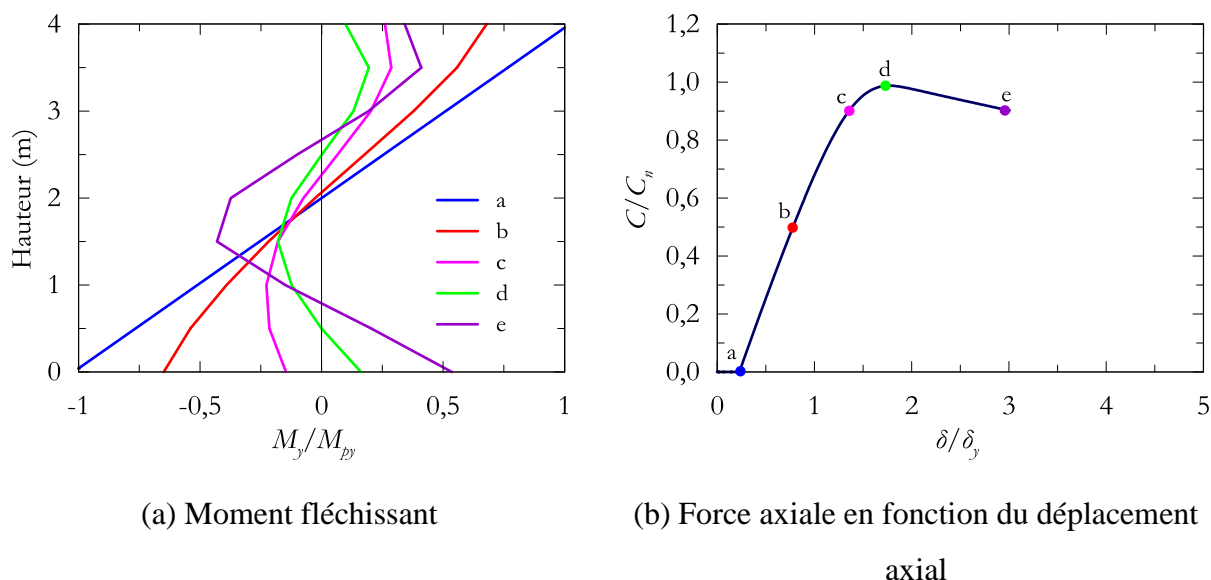 4
3
2
1
0
Hauteur (m)
-1
-0,5
0
0,5
1
M_y/M_py
a
b
c
d
e
1,2
1,0
0,8
0,6
0,4
0,2
0,0
C/C_n
0
1
2
3
4
5
δ/δ_y
a
b
c
d
e
(a) Moment fléchissant
(b) Force axiale en fonction du déplacement
axial